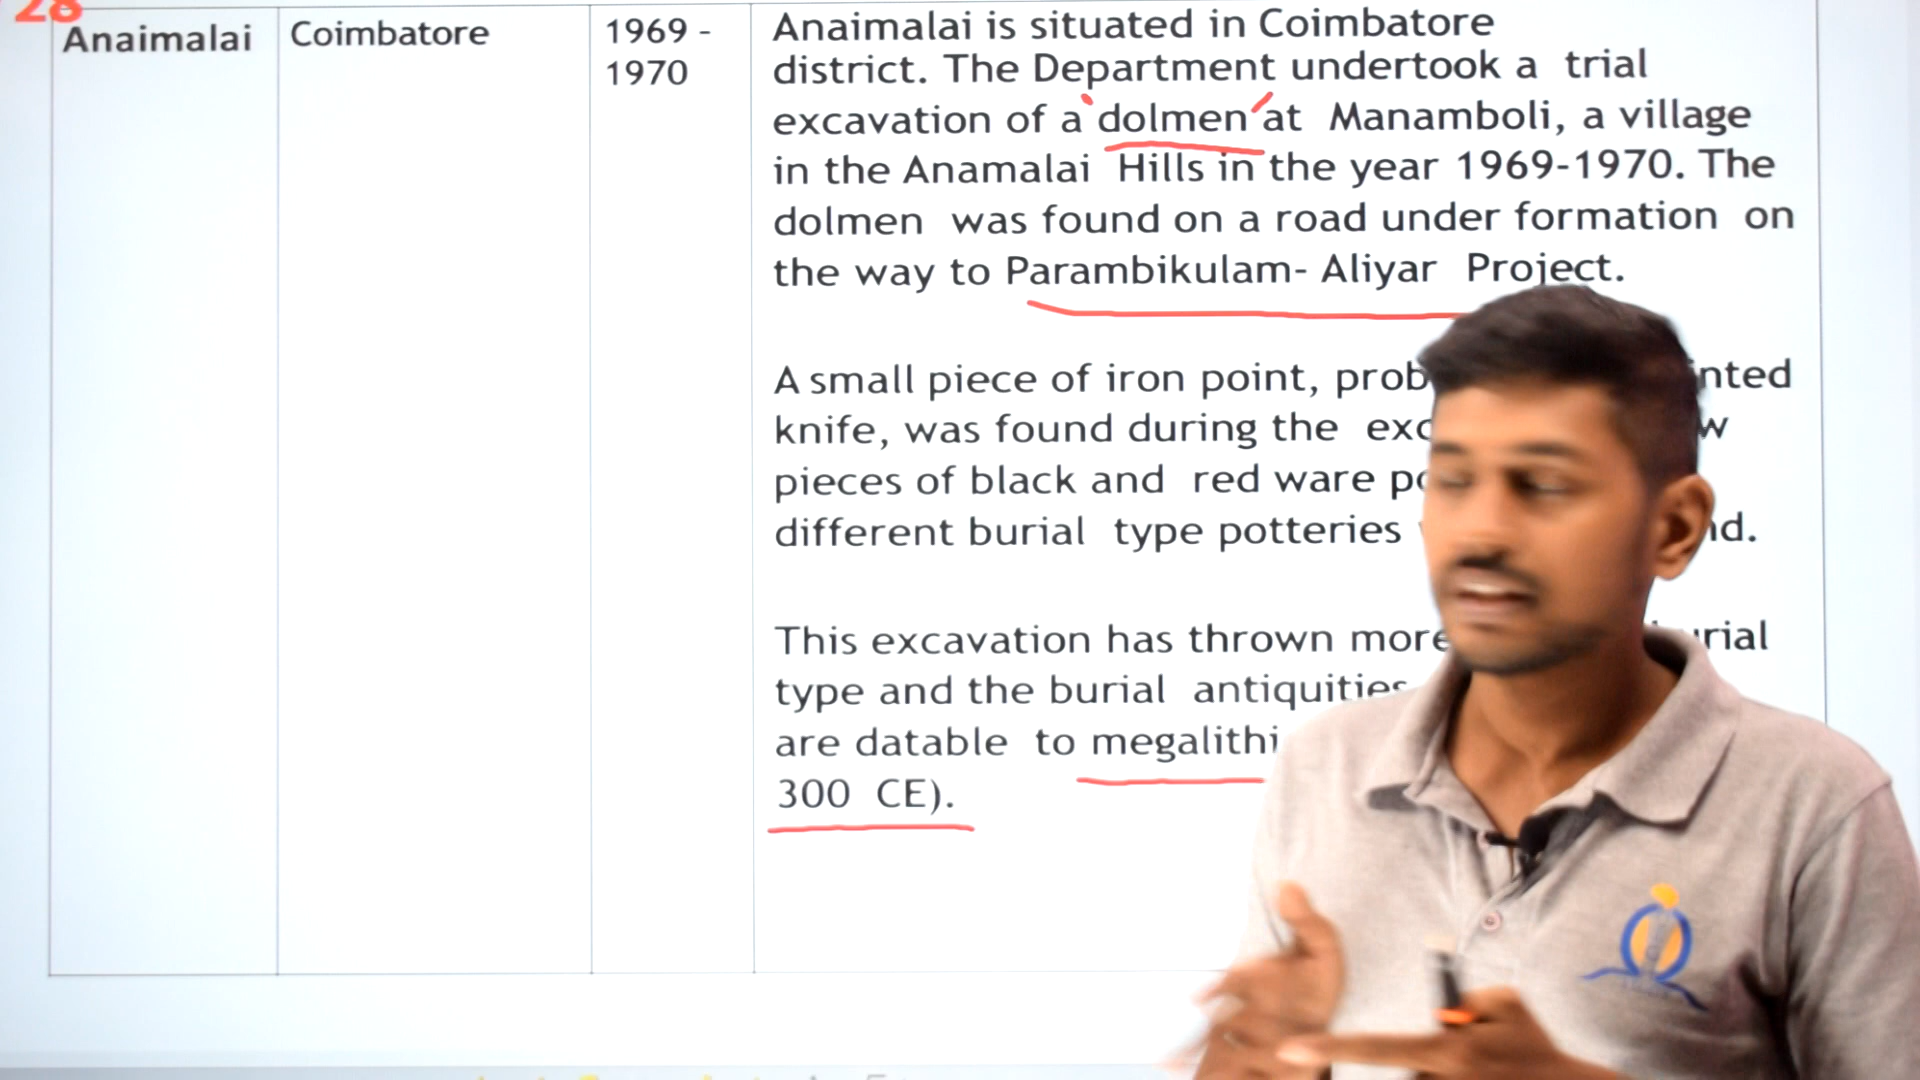 28
Anaimalai
Coimbatore
1969 -
1970
Anaimalai is situated in Coimbatore
district. The Department undertook a trial
excavation of a 'dolmen' at Manamboli, a village
in the Anamalai Hills in the year 1969-1970. The
dolmen was found on a road under formation on
the way to Parambikulam- Aliyar Project.
A small piece of iron point,
knife, was found during the
pieces of black and red ware
different burial type potteries
This excavation has thrown more
type and the burial antiquities
are datable to
300 CE).